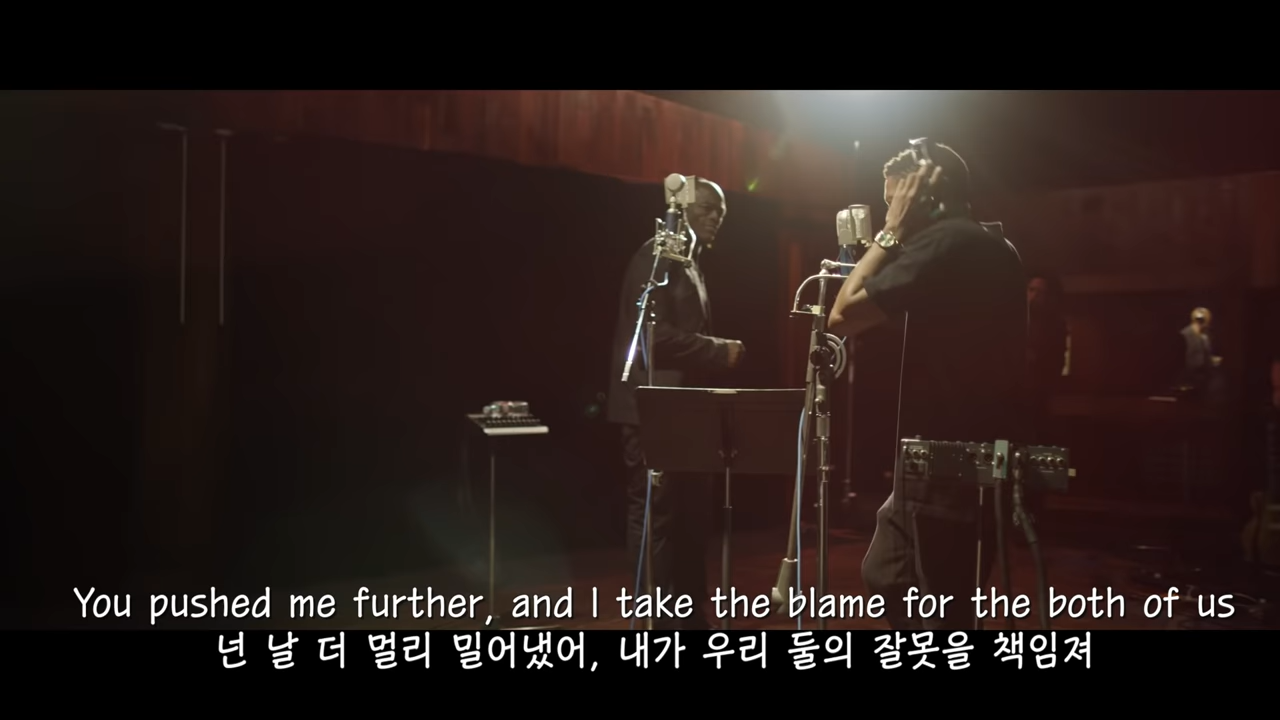 You pushed me further, and I take the blame for the both of us
넌 날 더 멀리 밀어냈어, 내가 우리 둘의 잘못을 책임져